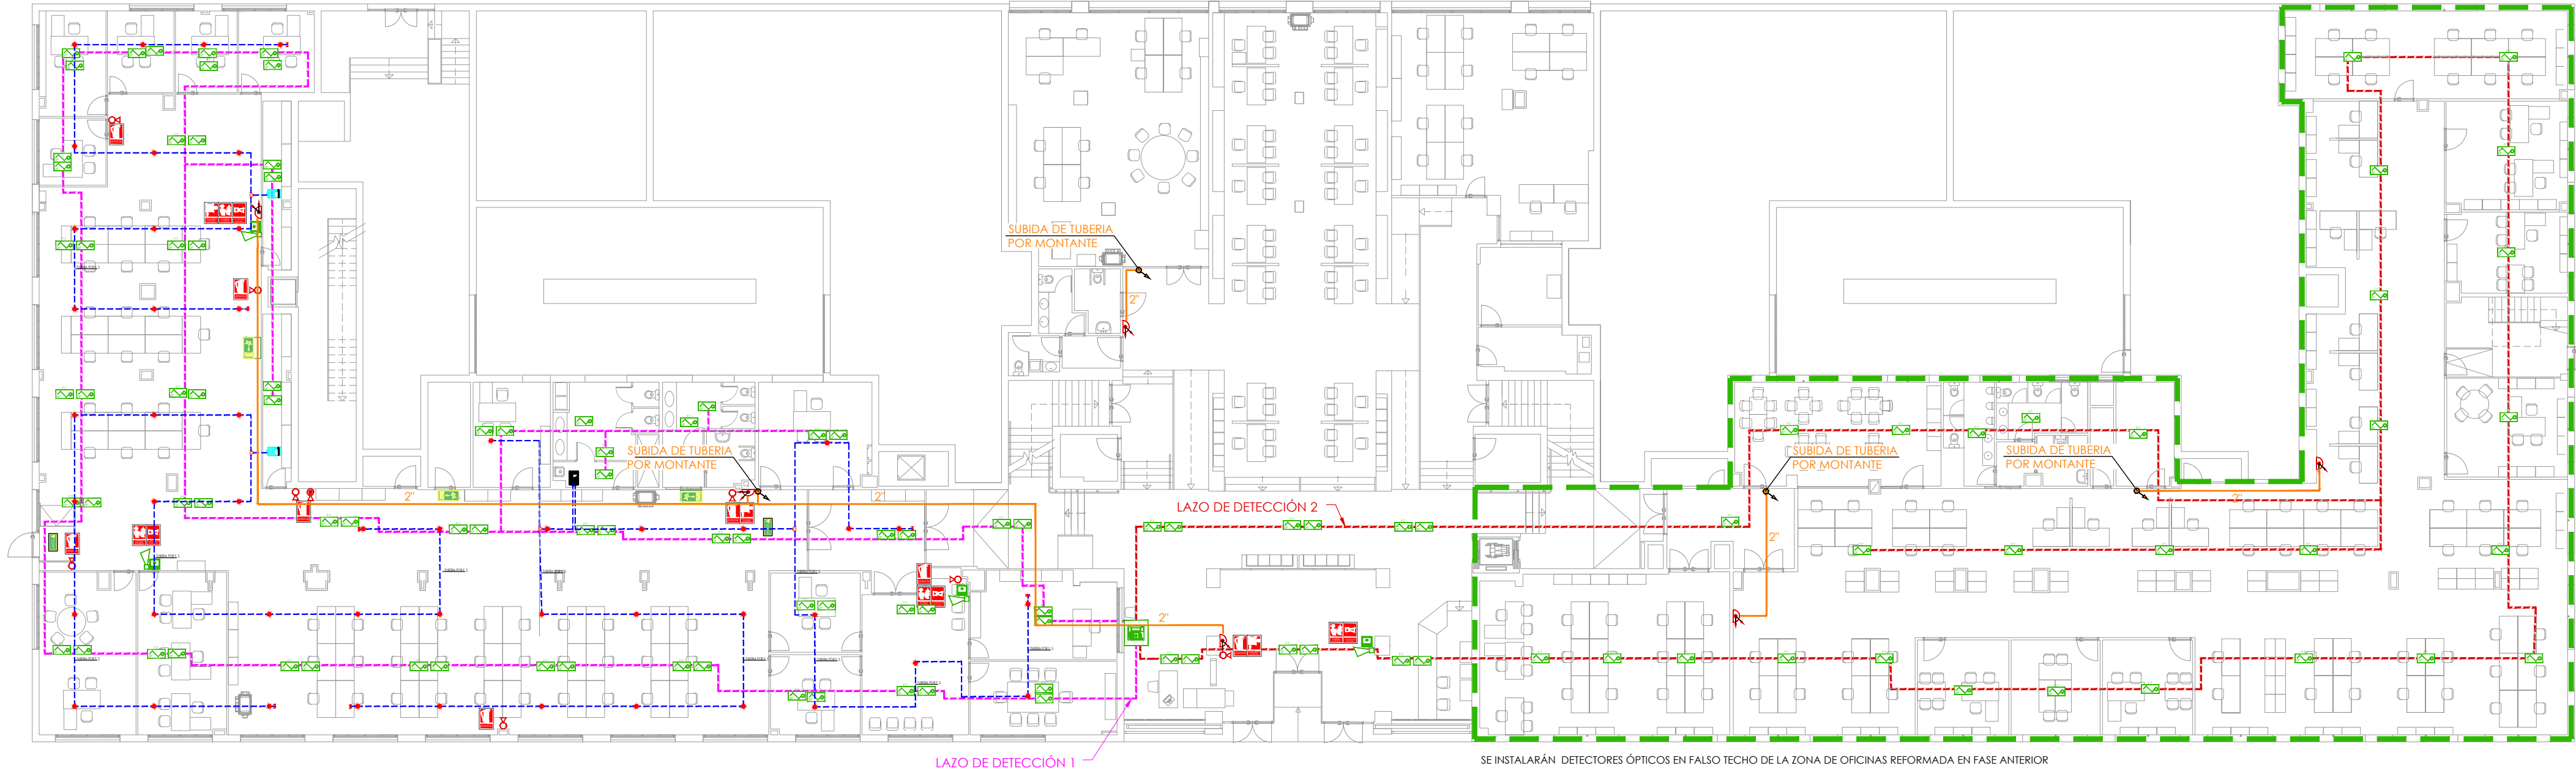 SUBIDA DE TUBERIA
POR MONTANTE
2"
SUBIDA DE TUBERIA
POR MONTANTE
SUBIDA DE TUBERIA
POR MONTANTE
SUBIDA DE TUBERIA
POR MONTANTE
2"
2"
2"
2"
LAZO DE DETECCIÓN 2
2"
2"
LAZO DE DETECCIÓN 1
SE INSTALARÁN DETECTORES ÓPTICOS EN FALSO TECHO DE LA ZONA DE OFICINAS REFORMADA EN FASE ANTERIOR